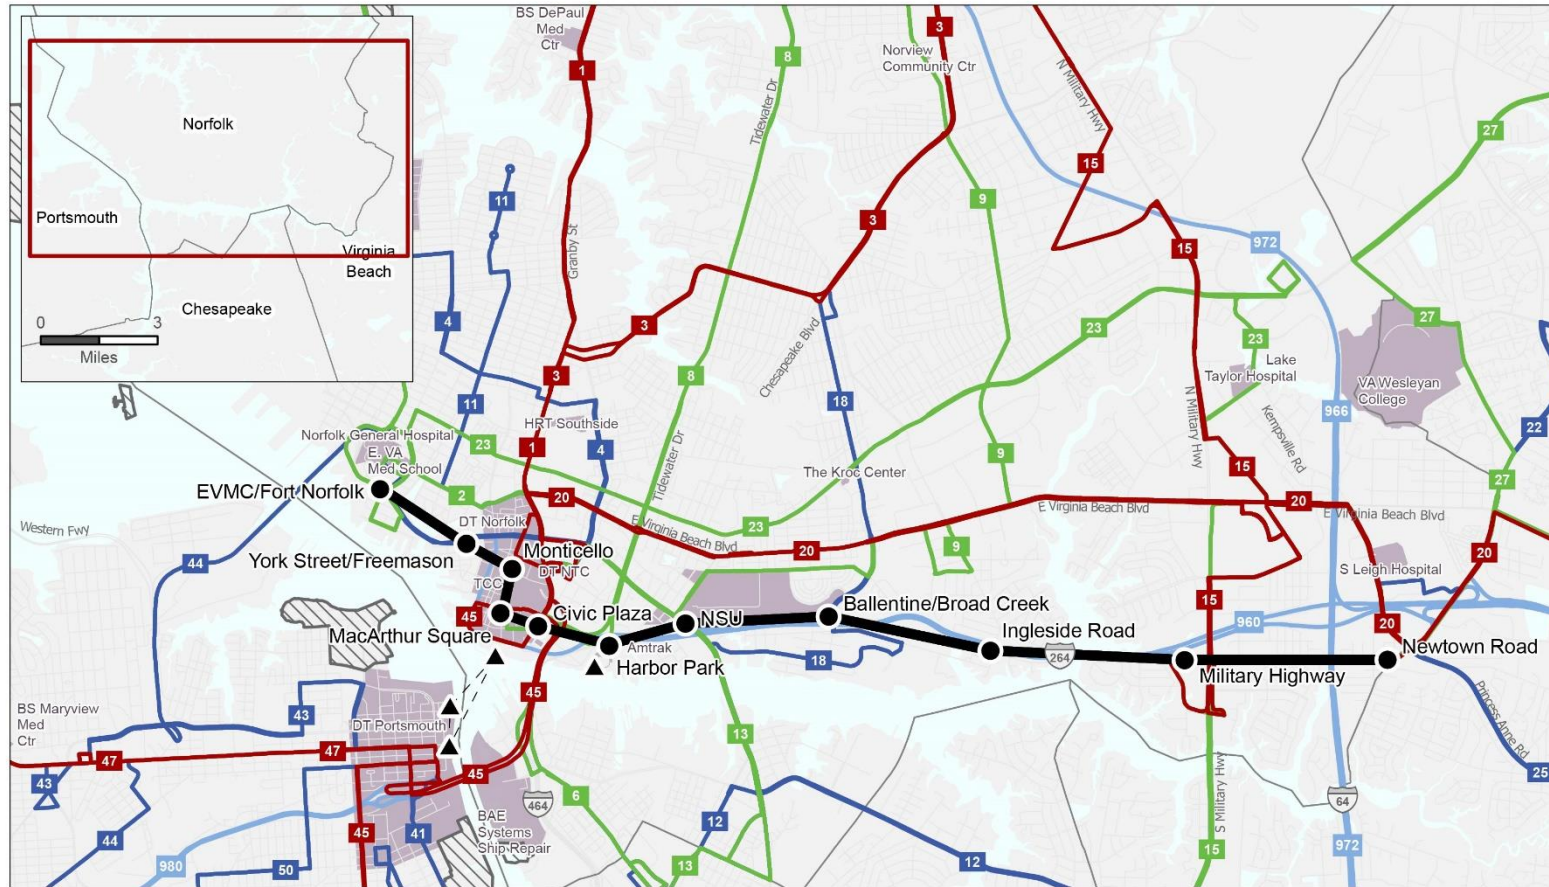 BS DePaul
Med
Ctr
3
8
1
Norview
Community Ctr
N Military Hwy
Tidewater Dr
27
15
Norfolk
Portsmouth
Virginia
Beach
Chesapeake
0
3
Miles
11
9
3
Granby St
15
972
4
3
23
27
23
Chesapeake Blvd
Lake
Taylor Hospital
3
8
VA Wesleyan
College
N Military Hwy
Kempsville Rd
966
11
18
HRT Southside
22
Norfolk General Hospital
E. VA
Med School
23
1
4
9
15
The Kroc Center
Tidewater Dr
27
EVMC/Fort Norfolk
2
20
20
E Virginia Beach Blvd
E Virginia Beach Blvd
DT Norfolk
23
E Virginia Beach Blvd
Western Fwy
20
9
20
44
York Street/Freemason
Monticello
DT NTC
S Leigh Hospital
TCC
15
45
Civic Plaza
NSU
Ballentine/Broad Creek
960
20
MacArthur Square
Ingleside Road
Amtrak
Harbor Park
18
264
Military Highway
Newtown Road
45
Princess Anne Rd
BS Maryview
Med
Ctr
43
DT Portsmouth
13
47
47
43
45
25
S Military Hwy
464
6
64
BAE
Systems
Ship Repair
12
44
45
41
972
980
50
13
12
15